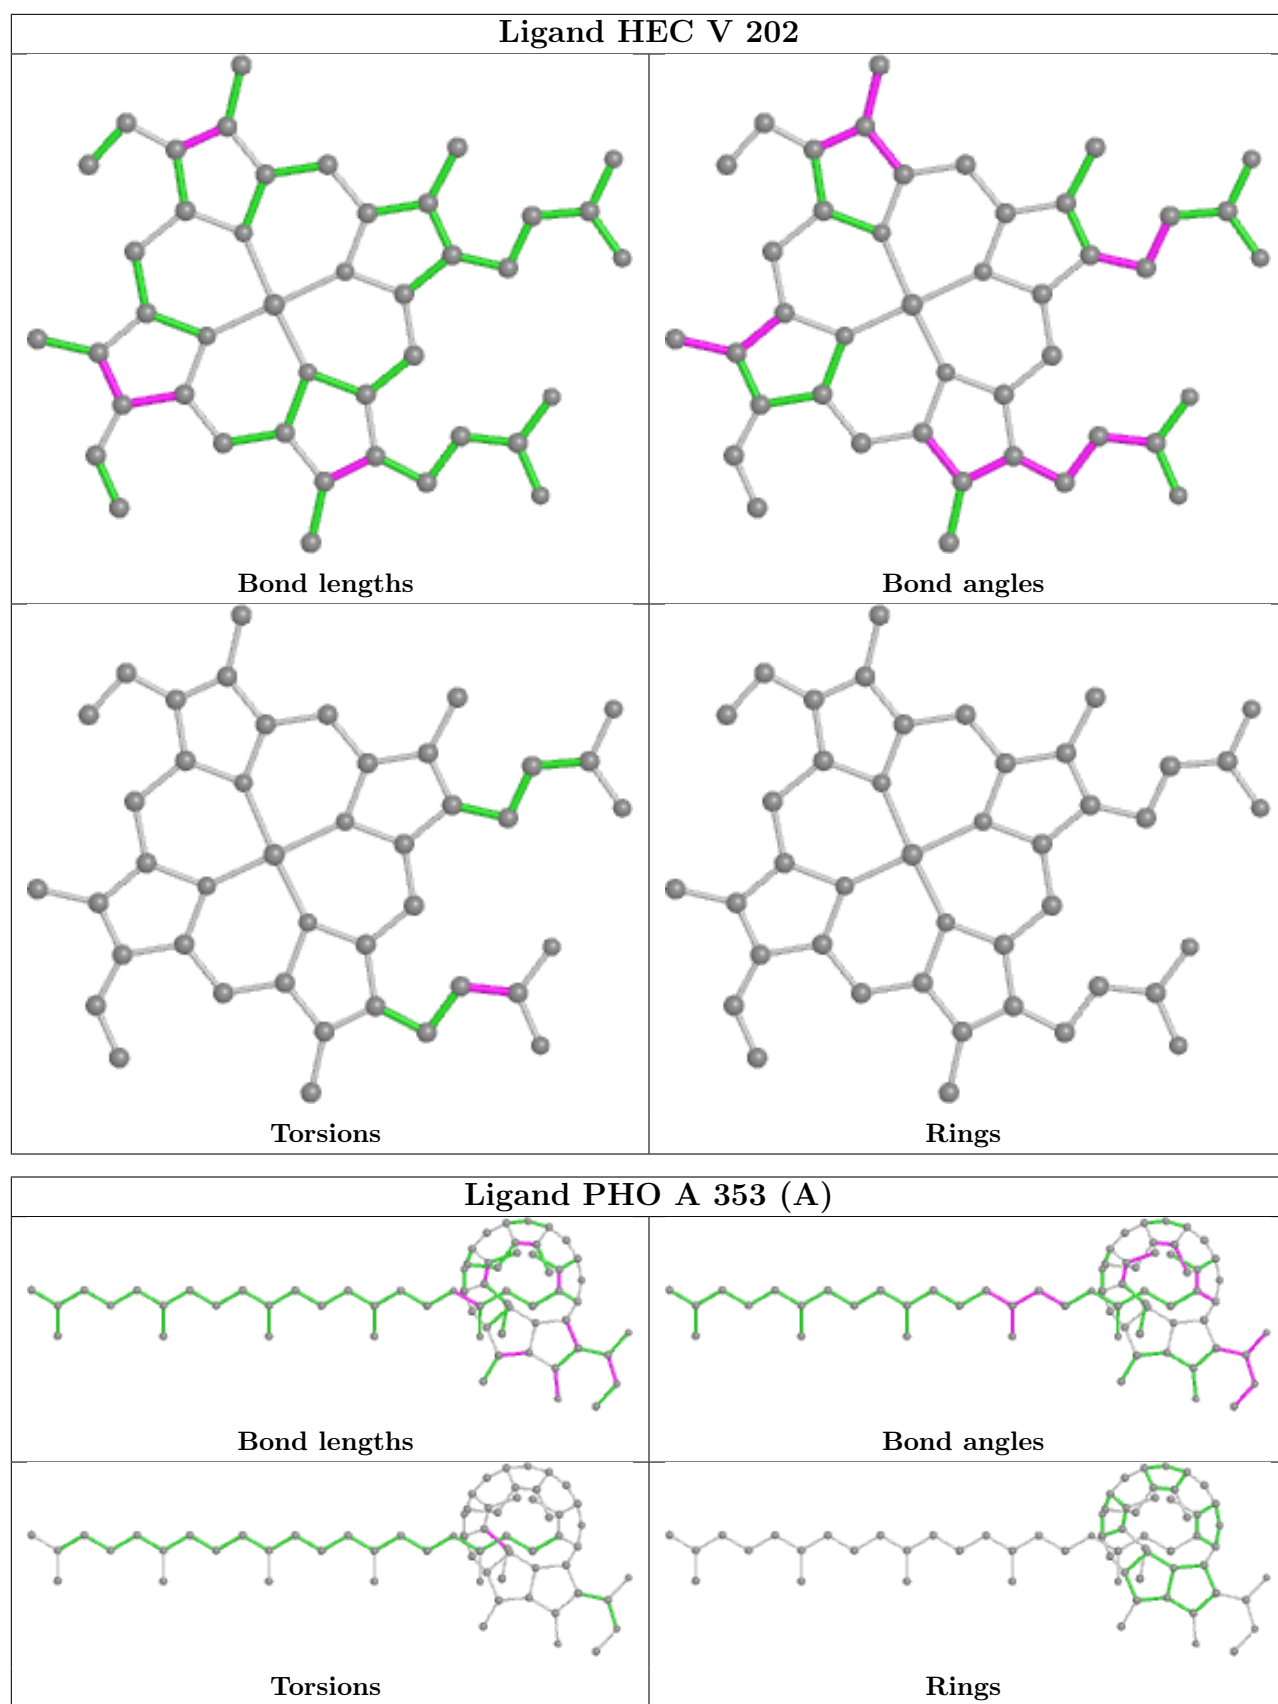 Ligand HEC V 202
Bond lengths
Bond angles
Torsions
Rings
Ligand PHO A 353 (A)
Bond lengths
Bond angles
Torsions
Rings